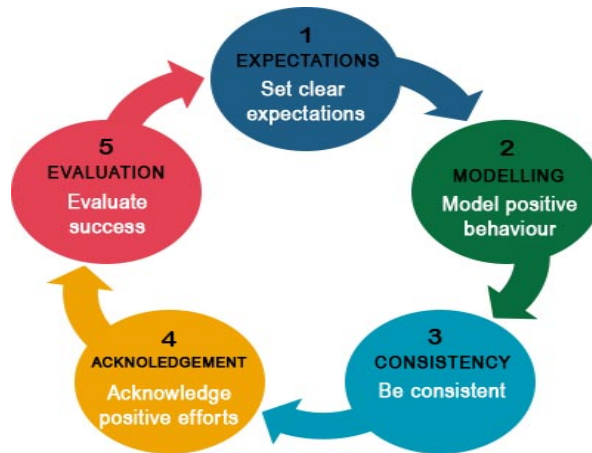 1
EXPECTATIONS
Set clear
expectations
2
MODELLING
Model positive
behaviour
3
CONSISTENCY
Be consistent
4
ACKNOLEDGEMENT
Acknowledge
positive efforts
5
EVALUATION
Evaluate
success